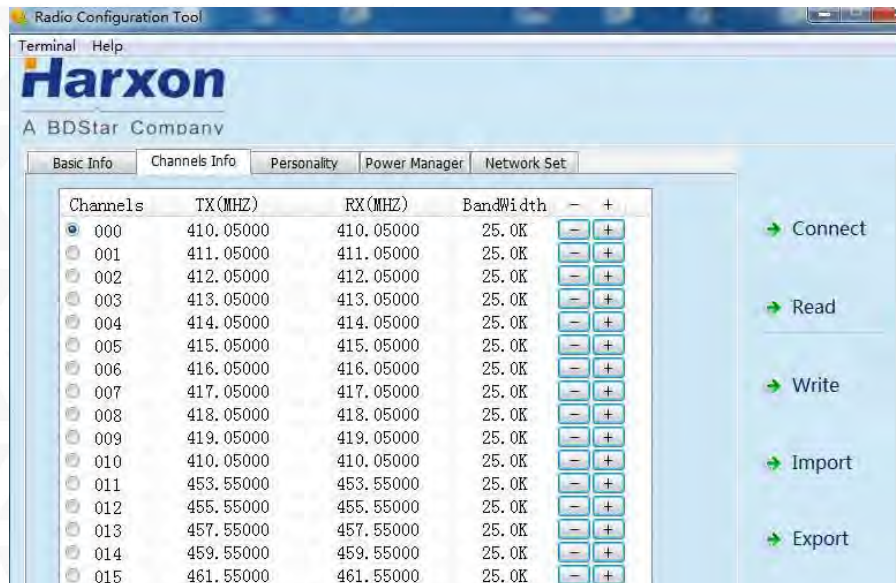 Radio Configuration Tool
Terminal Help
Harxon
A BDStar Company
Basic Info Channels Info Personality Power Manager Network Set
Channels TX(MHZ) RX(MHZ) BandWidth - +
000 410.05000 410.05000 25.0K - +
001 411.05000 411.05000 25.0K - +
002 412.05000 412.05000 25.0K - +
003 413.05000 413.05000 25.0K - +
004 414.05000 414.05000 25.0K - +
005 415.05000 415.05000 25.0K - +
006 416.05000 416.05000 25.0K - +
007 417.05000 417.05000 25.0K - +
008 418.05000 418.05000 25.0K - +
009 419.05000 419.05000 25.0K - +
010 410.05000 410.05000 25.0K - +
011 453.55000 453.55000 25.0K - +
012 455.55000 455.55000 25.0K - +
013 457.55000 457.55000 25.0K - +
014 459.55000 459.55000 25.0K - +
015 461.55000 461.55000 25.0K - +
Connect
Read
Write
Import
Export